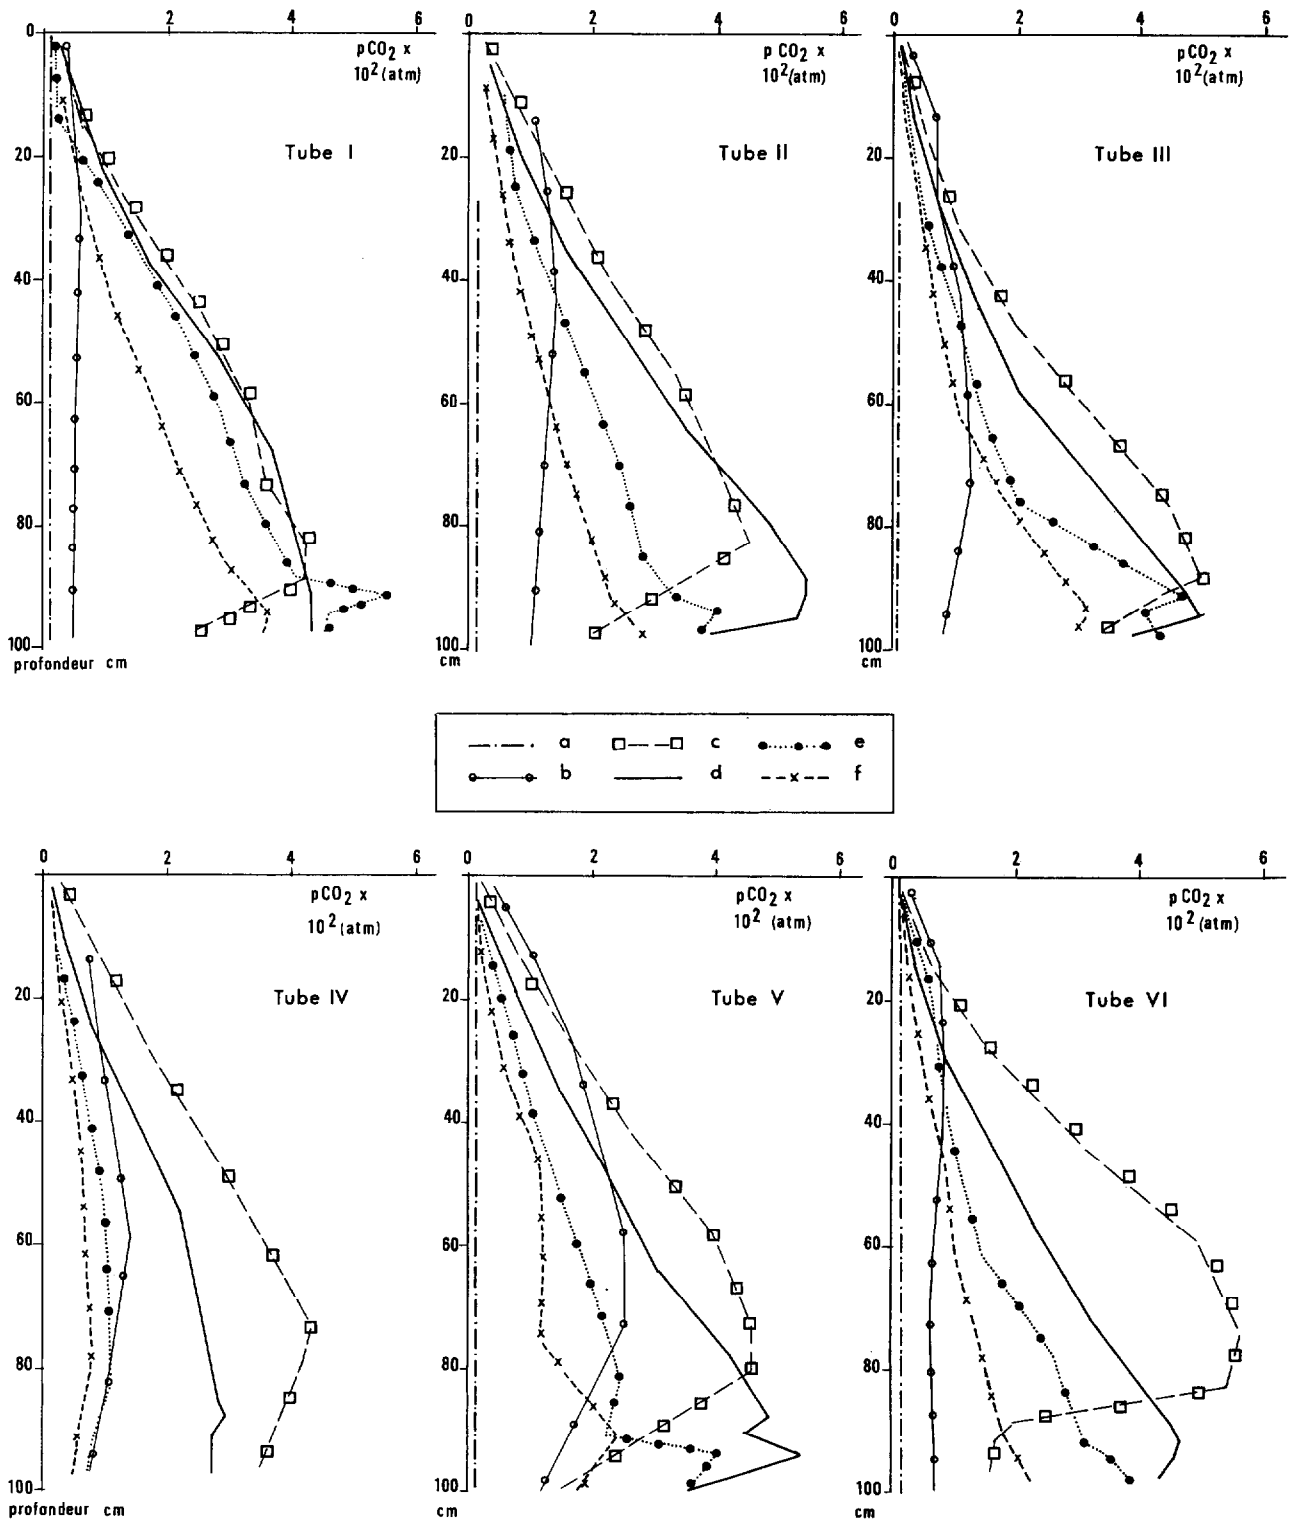 0 2 4 6
0 2 4 6
0 2 4 6
pCO2 x
102 (atm)
pCO2 x
102 (atm)
pCO2 x
102 (atm)
Tube I
Tube II
Tube III
0
20
40
60
80
100
20
40
60
80
100
20
40
60
80
100
profondeur cm
cm
cm
a c e
b d f
0 2 4 6
0 2 4 6
0 2 4 6
pCO2 x
102 (atm)
pCO2 x
102 (atm)
pCO2 x
102 (atm)
Tube IV
Tube V
Tube VI
20
40
60
80
100
20
40
60
80
100
20
40
60
80
100
profondeur cm
cm
cm